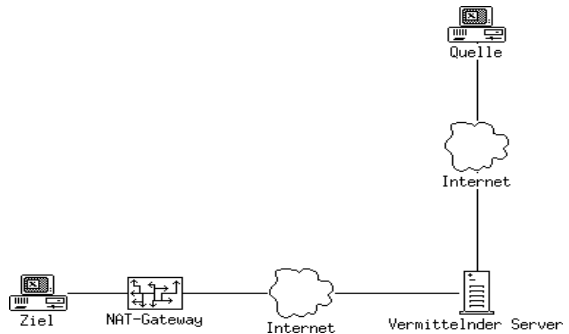 Quelle
Internet
Ziel
NAT-Gateway
Internet
Vermittelnder Server